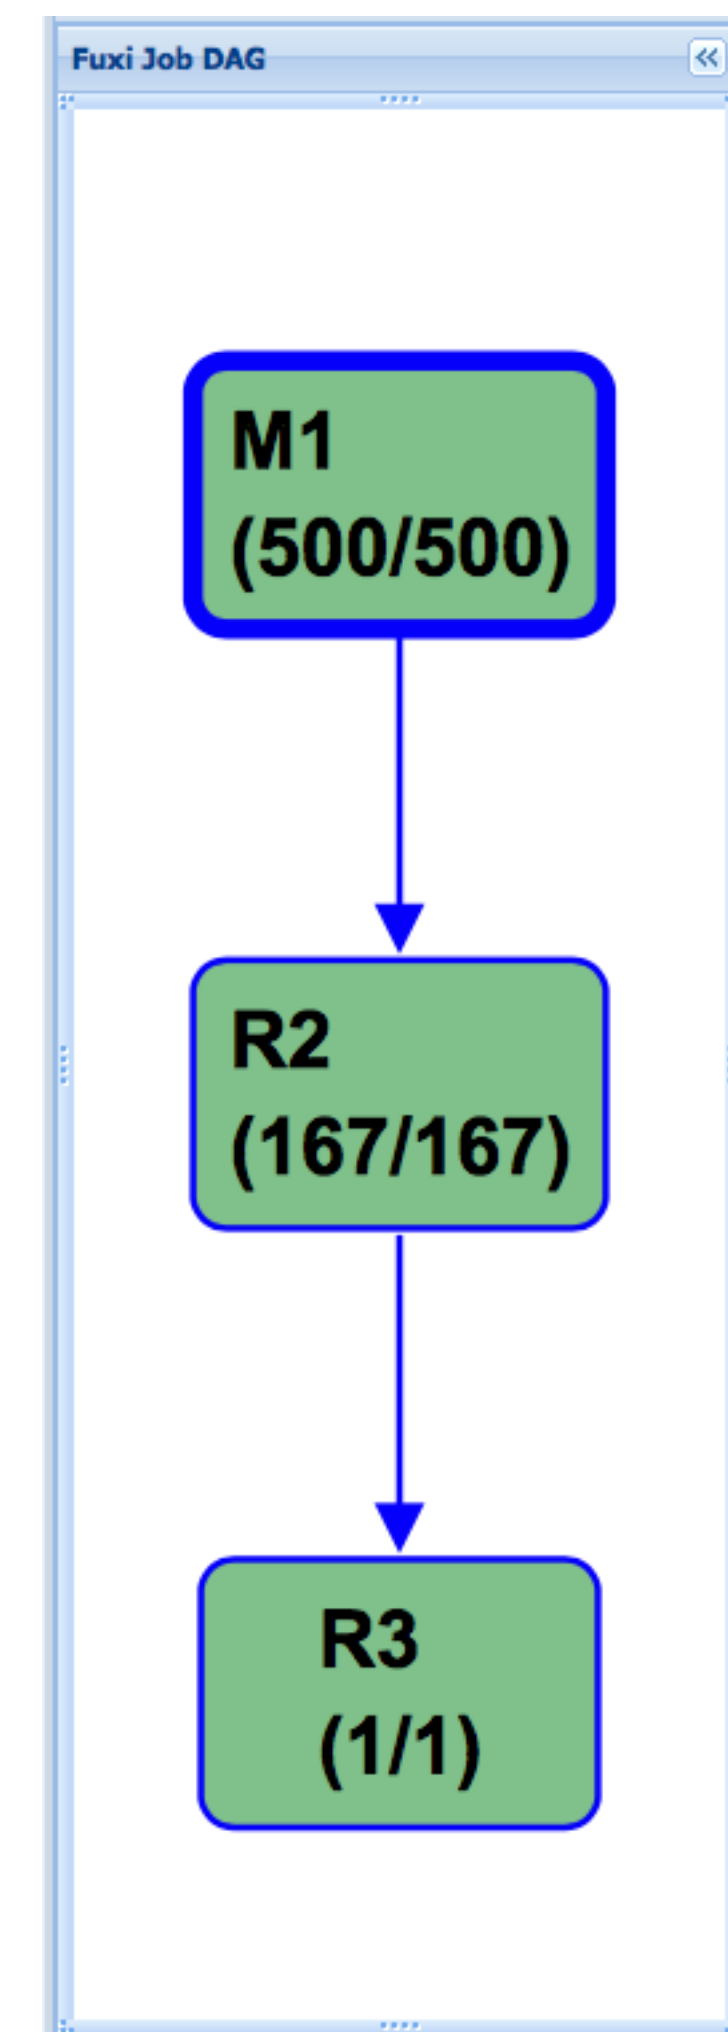 Fuxi Job DAG
M1
(500/500)
R2
(167/167)
R3
(1/1)